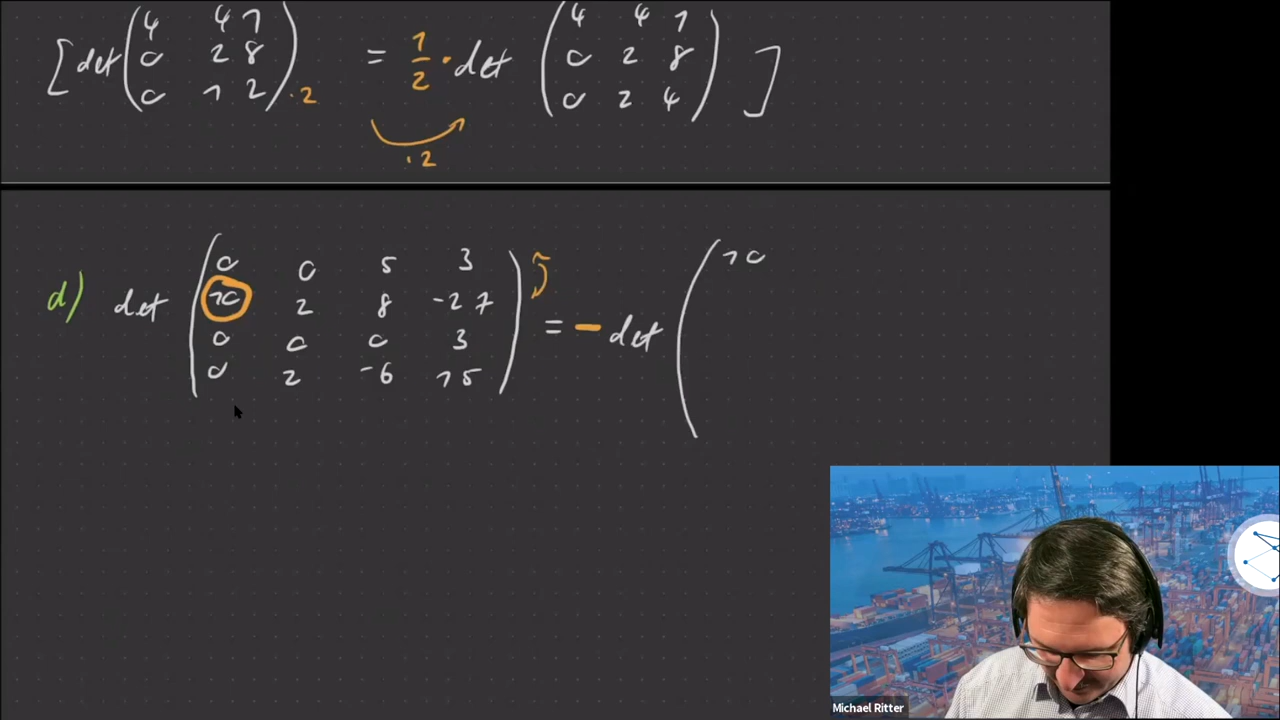 [det(4 4 1
0 2 8
0 1 2) ·2 = 1/2 · det (4 4 1
0 2 8
0 2 4)]
·2
d) det (0 0 5 3
10 2 8 -27
0 0 0 3
0 2 -6 15) = - det (10
Michael Ritter